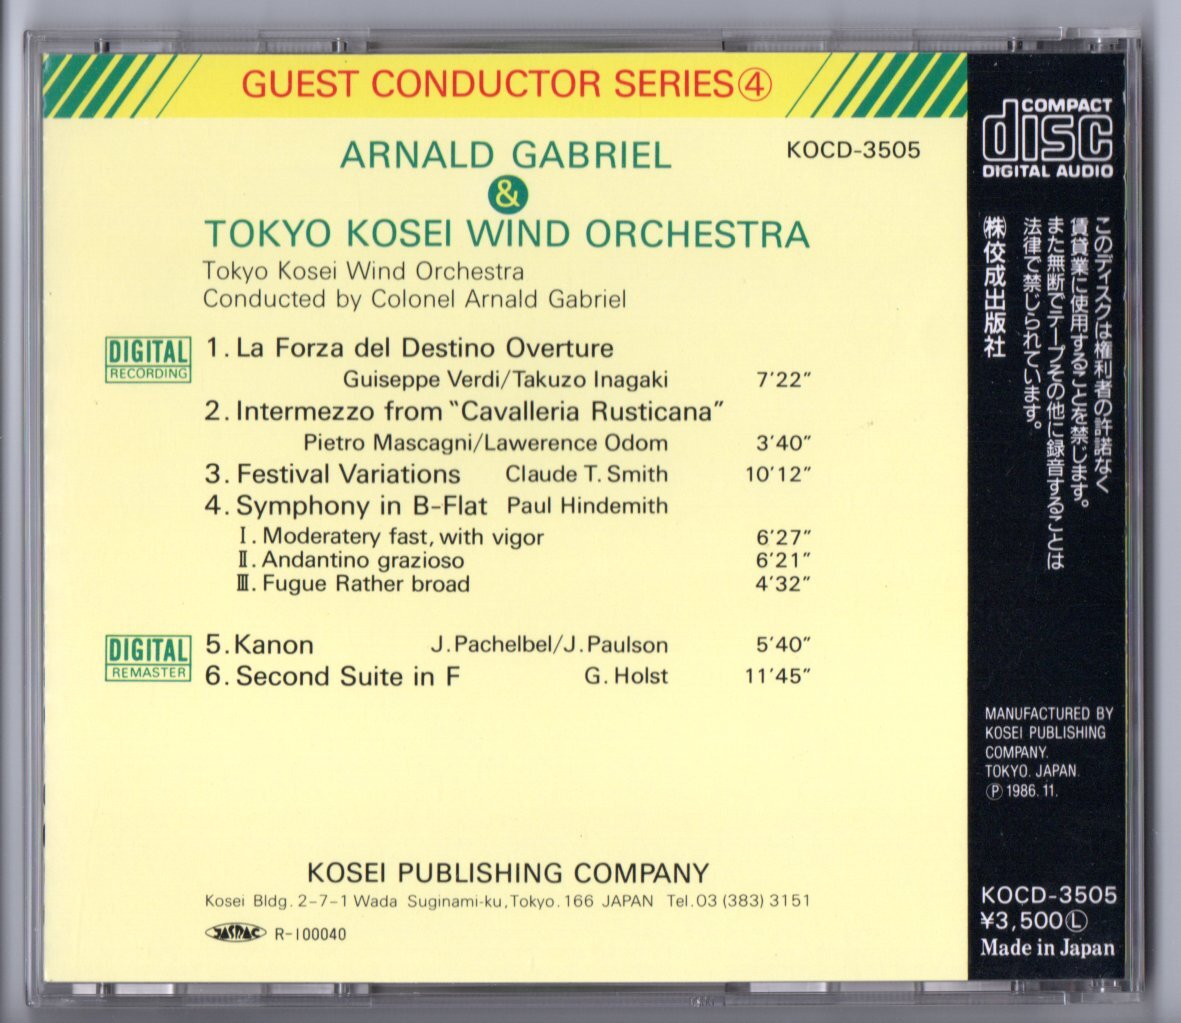 GUEST CONDUCTOR SERIES④
ARNALD GABRIEL
KOCD-3505
&
TOKYO KOSEI WIND ORCHESTRA
Tokyo Kosei Wind Orchestra
Conducted by Colonel Arnald Gabriel
DIGITAL
RECORDING
1. La Forza del Destino Overture
Guiseppe Verdi/Takuzo Inagaki 7'22"
2. Intermezzo from "Cavalleria Rusticana"
Pietro Mascagni/Lawerence Odom 3'40"
3. Festival Variations Claude T. Smith 10'12"
4. Symphony in B-Flat Paul Hindemith
Ⅰ. Moderatery fast, with vigor 6'27"
Ⅱ. Andantino grazioso 6'21"
Ⅲ. Fugue Rather broad 4'32"
DIGITAL
REMASTER
5. Kanon J. Pachelbel/J. Paulson 5'40"
6. Second Suite in F G. Holst 11'45"
KOSEI PUBLISHING COMPANY
Kosei Bldg. 2-7-1 Wada Suginami-ku, Tokyo. 166 JAPAN Tel. 03 (383) 3151
JASRAC R-100040
COMPACT
disc
DIGITAL AUDIO
このディスクは権利者の許諾なく
賃貸業に使用することを禁じます。
また無断でテープその他に録音することは
法律で禁じられています。
㈱佼成出版社
MANUFACTURED BY
KOSEI PUBLISHING
COMPANY.
TOKYO. JAPAN.
Ⓟ 1986. 11.
KOCD-3505
¥3,500Ⓛ
Made in Japan